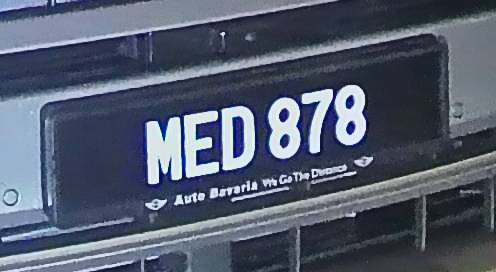 MED 878
Auto Bavaria We Go The Distance